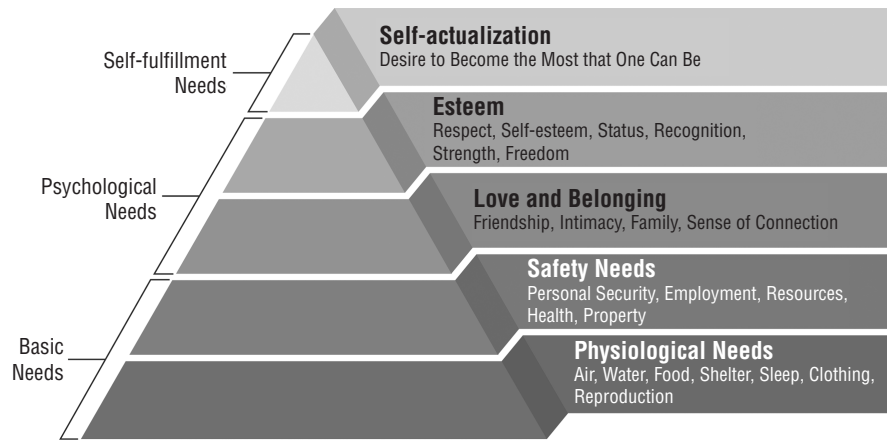 Self-fulfillment
Needs
Self-actualization
Desire to Become the Most that One Can Be
Esteem
Respect, Self-esteem, Status, Recognition,
Strength, Freedom
Psychological
Needs
Love and Belonging
Friendship, Intimacy, Family, Sense of Connection
Safety Needs
Personal Security, Employment, Resources,
Health, Property
Basic
Needs
Physiological Needs
Air, Water, Food, Shelter, Sleep, Clothing,
Reproduction